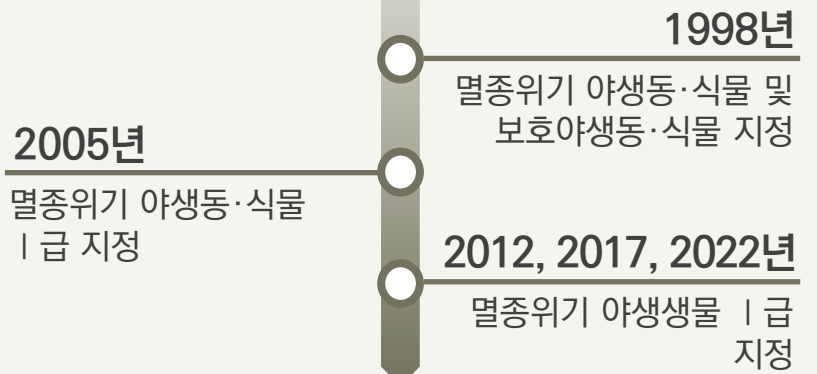 1998년
멸종위기 야생동·식물 및
보호야생동·식물 지정
2005년
멸종위기 야생동·식물
Ⅰ급 지정
2012, 2017, 2022년
멸종위기 야생생물 Ⅰ급
지정